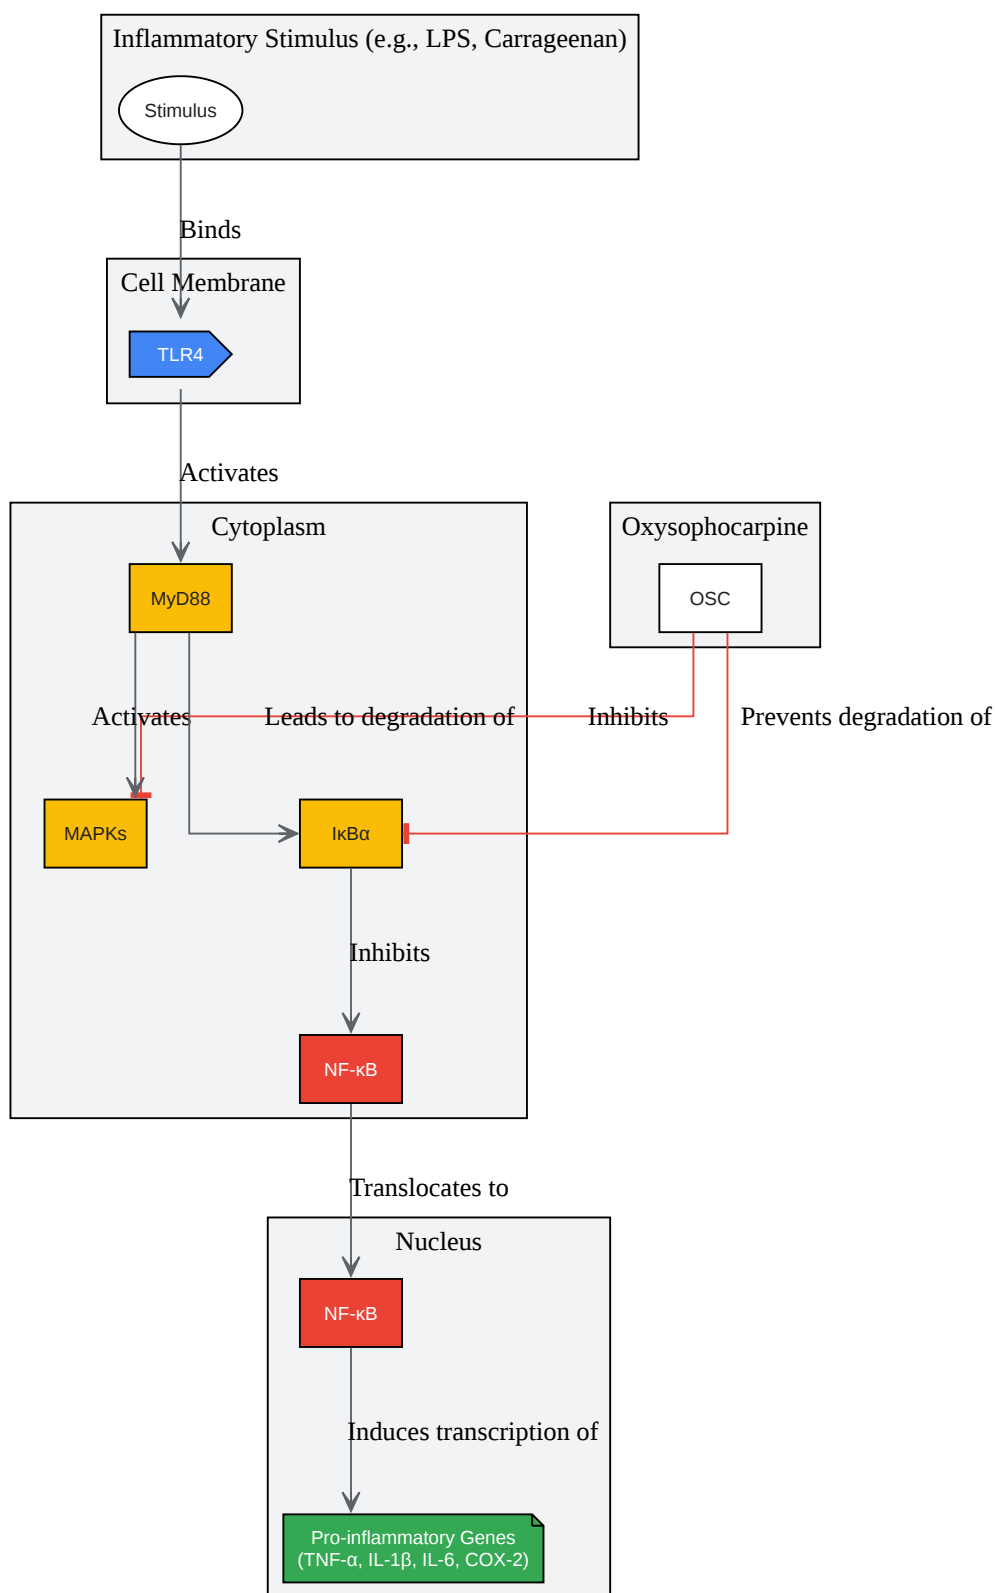 Inflammatory Stimulus (e.g., LPS, Carrageenan)
Stimulus
Binds
Cell Membrane
TLR4
Activates
Cytoplasm
Oxysophocarpine
MyD88
OSC
Activates
Leads to degradation of
Inhibits
Prevents degradation of
MAPKs
IκBα
Inhibits
NF-κB
Translocates to
Nucleus
NF-κB
Induces transcription of
Pro-inflammatory Genes
(TNF-α, IL-1β, IL-6, COX-2)